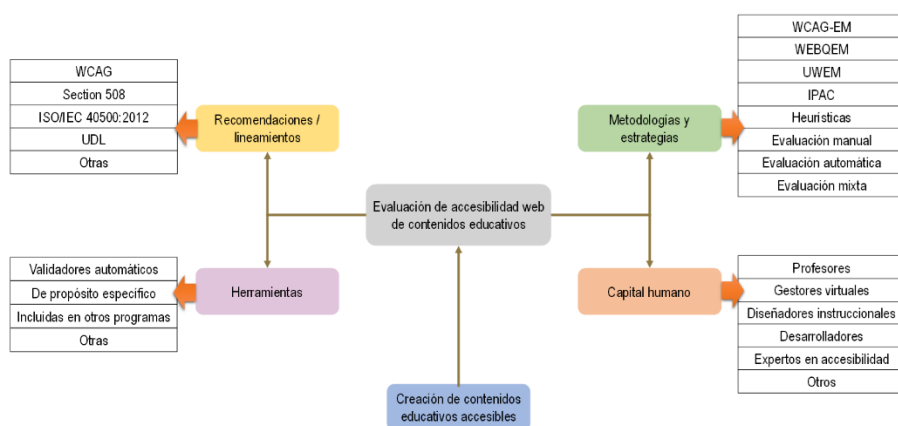 WCAG
Section 508
ISO/IEC 40500:2012
UDL
Otras
Recomendaciones /
lineamientos
Metodologías y
estrategias
WCAG-EM
WEBQEM
UWEM
IPAC
Heurísticas
Evaluación manual
Evaluación automática
Evaluación mixta
Evaluación de accesibilidad web
de contenidos educativos
Validadores automáticos
De propósito específico
Incluidas en otros programas
Otras
Herramientas
Capital humano
Profesores
Gestores virtuales
Diseñadores instruccionales
Desarrolladores
Expertos en accesibilidad
Otros
Creación de contenidos
educativos accesibles